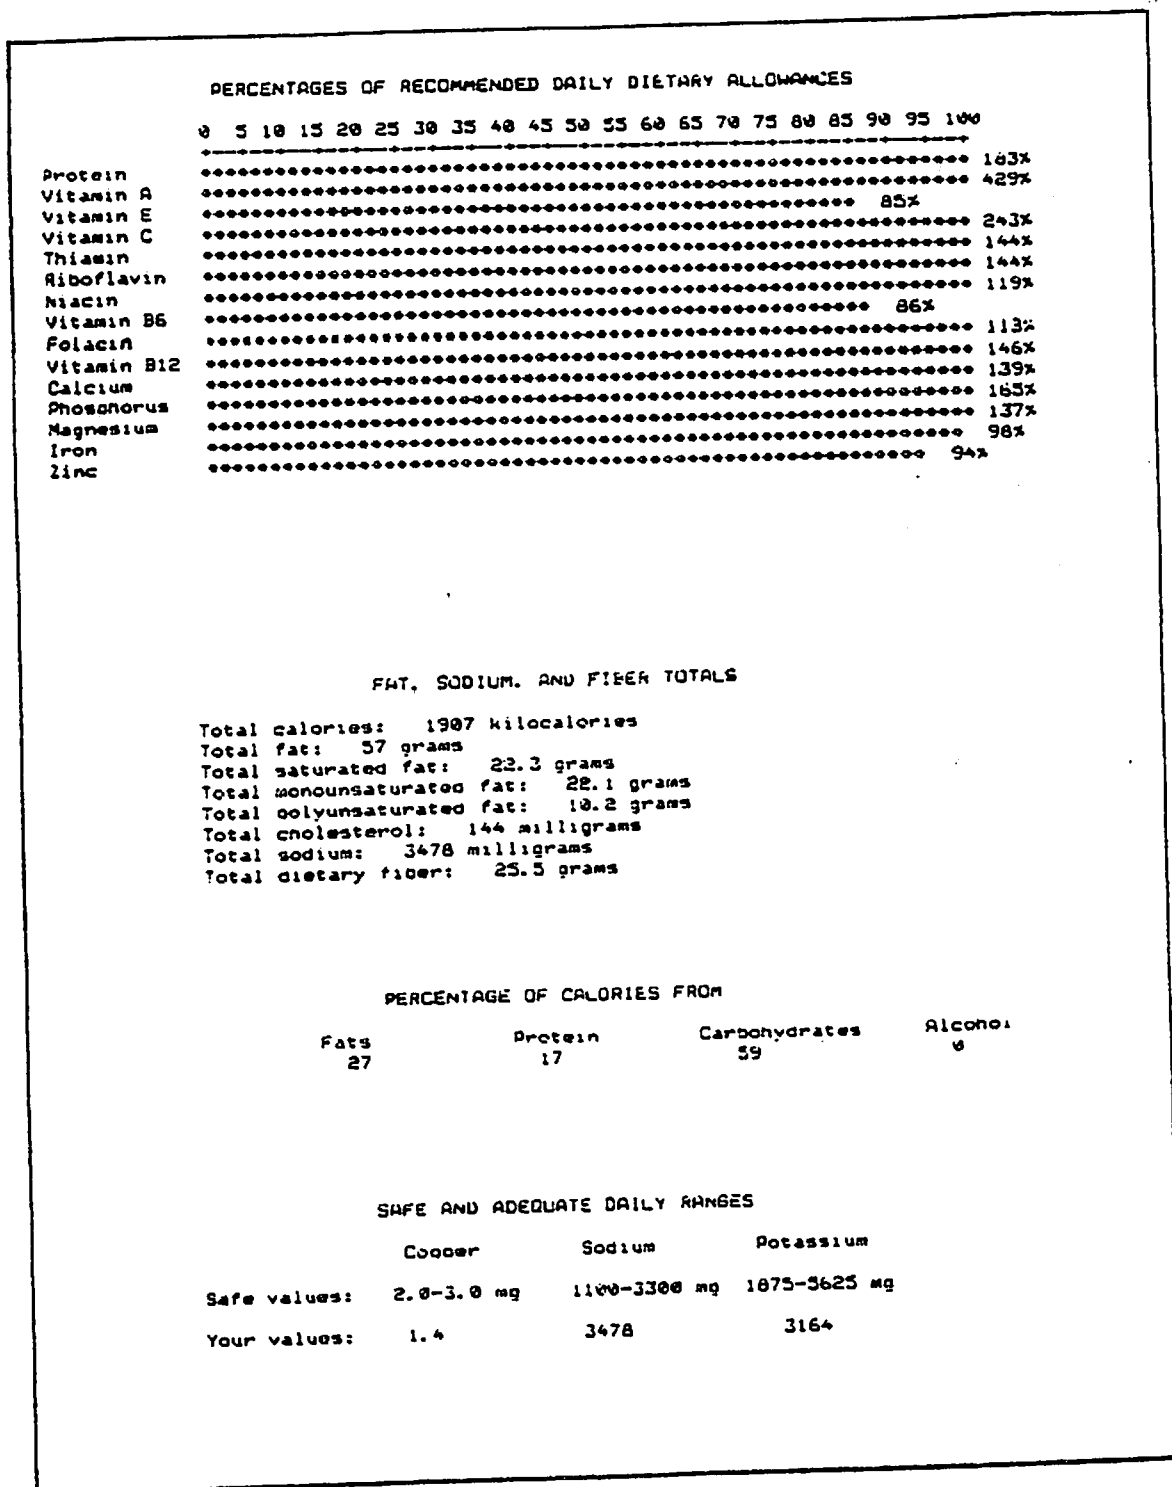 PERCENTAGES OF RECOMMENDED DAILY DIETARY ALLOWANCES
0 5 10 15 20 25 30 35 40 45 50 55 60 65 70 75 80 85 90 95 100
Protein 183%
Vitamin A 429%
Vitamin E 85%
Vitamin C 243%
Thiamin 144%
Riboflavin 144%
Niacin 119%
Vitamin B6 86%
Folacin 113%
Vitamin B12 146%
Calcium 139%
Phosphorus 165%
Magnesium 137%
Iron 98%
Zinc 94%
FAT, SODIUM, AND FIBER TOTALS
Total calories: 1907 kilocalories
Total fat: 57 grams
Total saturated fat: 22.3 grams
Total monounsaturated fat: 22.1 grams
Total polyunsaturated fat: 10.2 grams
Total cholesterol: 144 milligrams
Total sodium: 3478 milligrams
Total dietary fiber: 25.5 grams
PERCENTAGE OF CALORIES FROM
Fats Protein Carbohydrates Alcohol
27 17 59 0
SAFE AND ADEQUATE DAILY RANGES
Copper Sodium Potassium
Safe values: 2.0-3.0 mg 1100-3300 mg 1875-5625 mg
Your values: 1.4 3478 3164